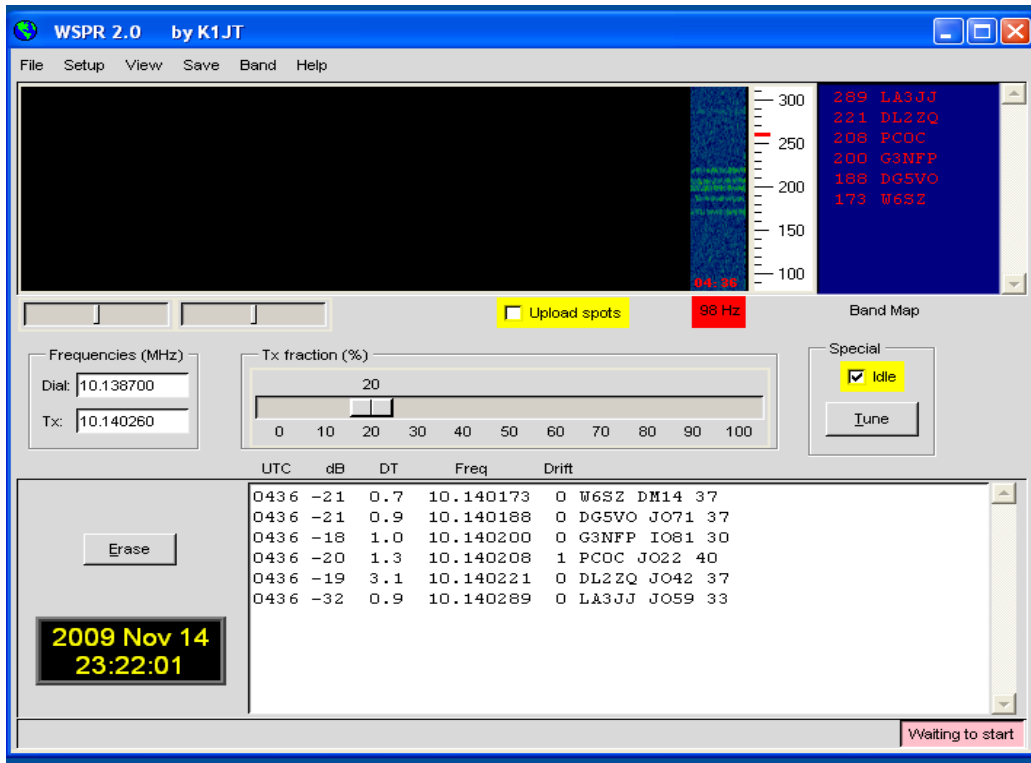 WSPR 2.0 by K1JT
File Setup View Save Band Help
300
250
200
150
100
04:36
289 LA3JJ
221 DL2ZQ
208 PC0C
200 G3NFP
188 DG5VO
173 W6SZ
Upload spots
98 Hz
Band Map
Frequencies (MHz)
Dial: 10.138700
Tx: 10.140260
Tx fraction (%)
20
0 10 20 30 40 50 60 70 80 90 100
Special
Idle
Tune
UTC dB DT Freq Drift
0436 -21 0.7 10.140173 0 W6SZ DM14 37
0436 -21 0.9 10.140188 0 DG5VO JO71 37
0436 -18 1.0 10.140200 0 G3NFP IO81 30
0436 -20 1.3 10.140208 1 PC0C JO22 40
0436 -19 3.1 10.140221 0 DL2ZQ JO42 37
0436 -32 0.9 10.140289 0 LA3JJ JO59 33
Erase
2009 Nov 14
23:22:01
Waiting to start